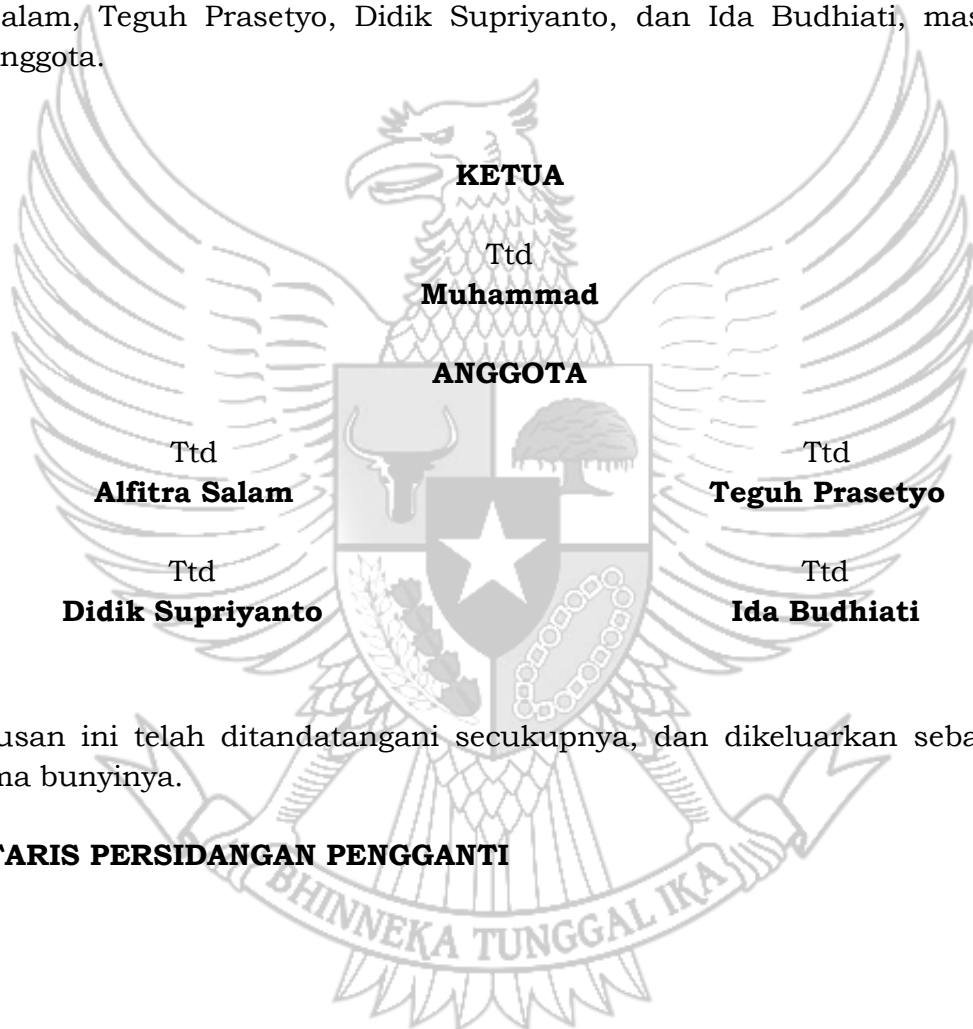 alam, Teguh Prasetyo, Didik Supriyanto, dan Ida Budhiati, mas
nggota.
KETUA
Ttd
Muhammad
ANGGOTA
Ttd Ttd
Alfitra Salam Teguh Prasetyo
Ttd Ttd
Didik Supriyanto Ida Budhiati
usan ini telah ditandatangani secukupnya, dan dikeluarkan seba
ma bunyinya.
TARIS PERSIDANGAN PENGGANTI
BHINNEKA TUNGGAL IKA